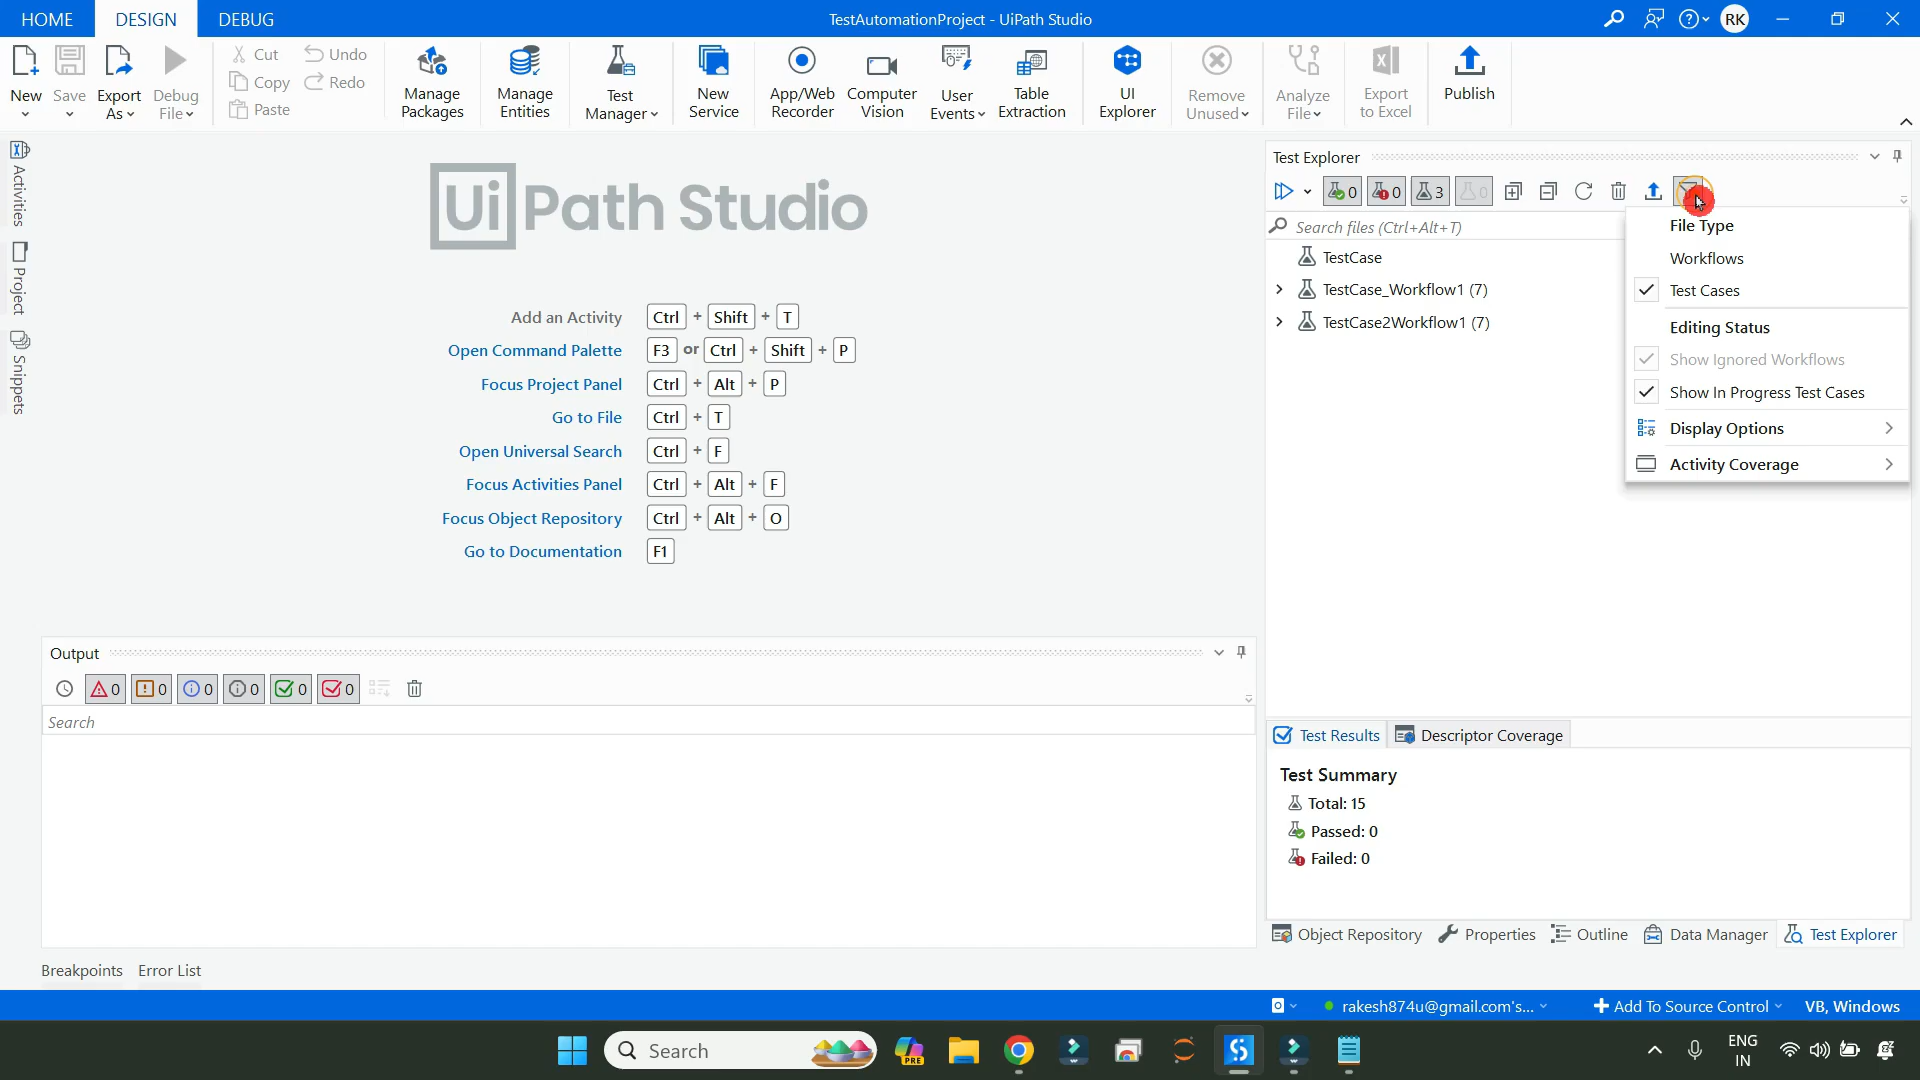 HOME DESIGN DEBUG TestAutomationProject - UiPath Studio RK
New Save Export As Debug File
Cut Undo
Copy Redo
Paste
Manage Packages
Manage Entities
Test Manager
New Service
App/Web Recorder
Computer Vision
User Events
Table Extraction
UI Explorer
Remove Unused
Analyze File
Export to Excel
Publish
Activities
Project
Snippets
Ui Path Studio
Add an Activity Ctrl + Shift + T
Open Command Palette F3 or Ctrl + Shift + P
Focus Project Panel Ctrl + Alt + P
Go to File Ctrl + T
Open Universal Search Ctrl + F
Focus Activities Panel Ctrl + Alt + F
Focus Object Repository Ctrl + Alt + O
Go to Documentation F1
Test Explorer
0 0 3 0
Search files (Ctrl+Alt+T)
TestCase
TestCase_Workflow1 (7)
TestCase2Workflow1 (7)
File Type
Workflows
Test Cases
Editing Status
Show Ignored Workflows
Show In Progress Test Cases
Display Options
Activity Coverage
Output
0 0 0 0 0 0
Search
Test Results Descriptor Coverage
Test Summary
Total: 15
Passed: 0
Failed: 0
Object Repository Properties Outline Data Manager Test Explorer
Breakpoints Error List
rakesh874u@gmail.com's... Add To Source Control VB, Windows
Search PRE ENG
IN